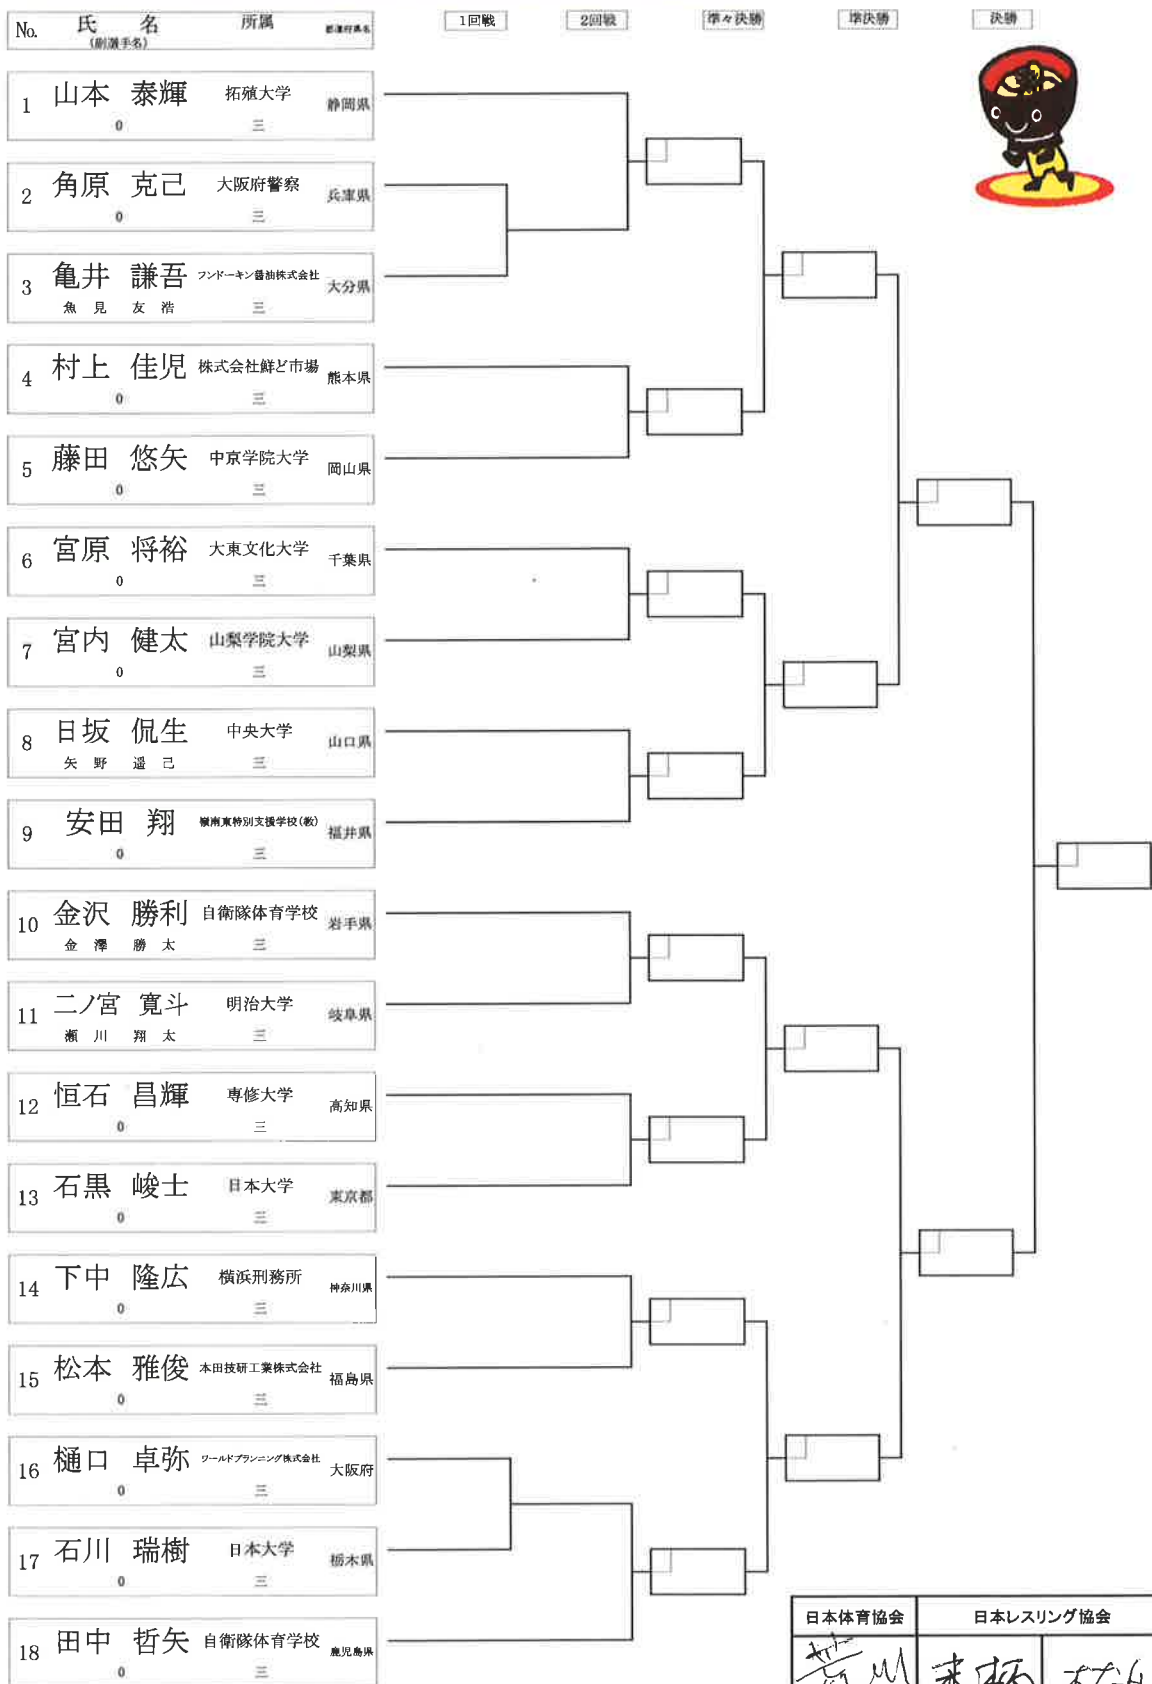 No. 氏 名 所属 都道府県名 1回戦 2回戦 準々決勝 準決勝 決勝
(副選手名)
1 山本 泰輝 拓殖大学 静岡県
0 三
2 角原 克己 大阪府警察 兵庫県
0 三
3 亀井 謙吾 フンドーキン醤油株式会社 大分県
魚見 友浩 三
4 村上 佳児 株式会社鮮ど市場 熊本県
0 三
5 藤田 悠矢 中京学院大学 岡山県
0 三
6 宮原 将裕 大東文化大学 千葉県
0 三
7 宮内 健太 山梨学院大学 山梨県
0 三
8 日坂 侃生 中央大学 山口県
矢野 遥己 三
9 安田 翔 嶺南東特別支援学校(教) 福井県
0 三
10 金沢 勝利 自衛隊体育学校 岩手県
金澤 勝太 三
11 二ノ宮 寛斗 明治大学 岐阜県
瀬川 翔太 三
12 恒石 昌輝 専修大学 高知県
0 三
13 石黒 峻士 日本大学 東京都
0 三
14 下中 隆広 横浜刑務所 神奈川県
0 三
15 松本 雅俊 本田技研工業株式会社 福島県
0 三
16 樋口 卓弥 ワールドプランニング株式会社 大阪府
0 三
17 石川 瑞樹 日本大学 栃木県
0 三
日本体育協会 日本レスリング協会
18 田中 哲矢 自衛隊体育学校 鹿児島県
0 三